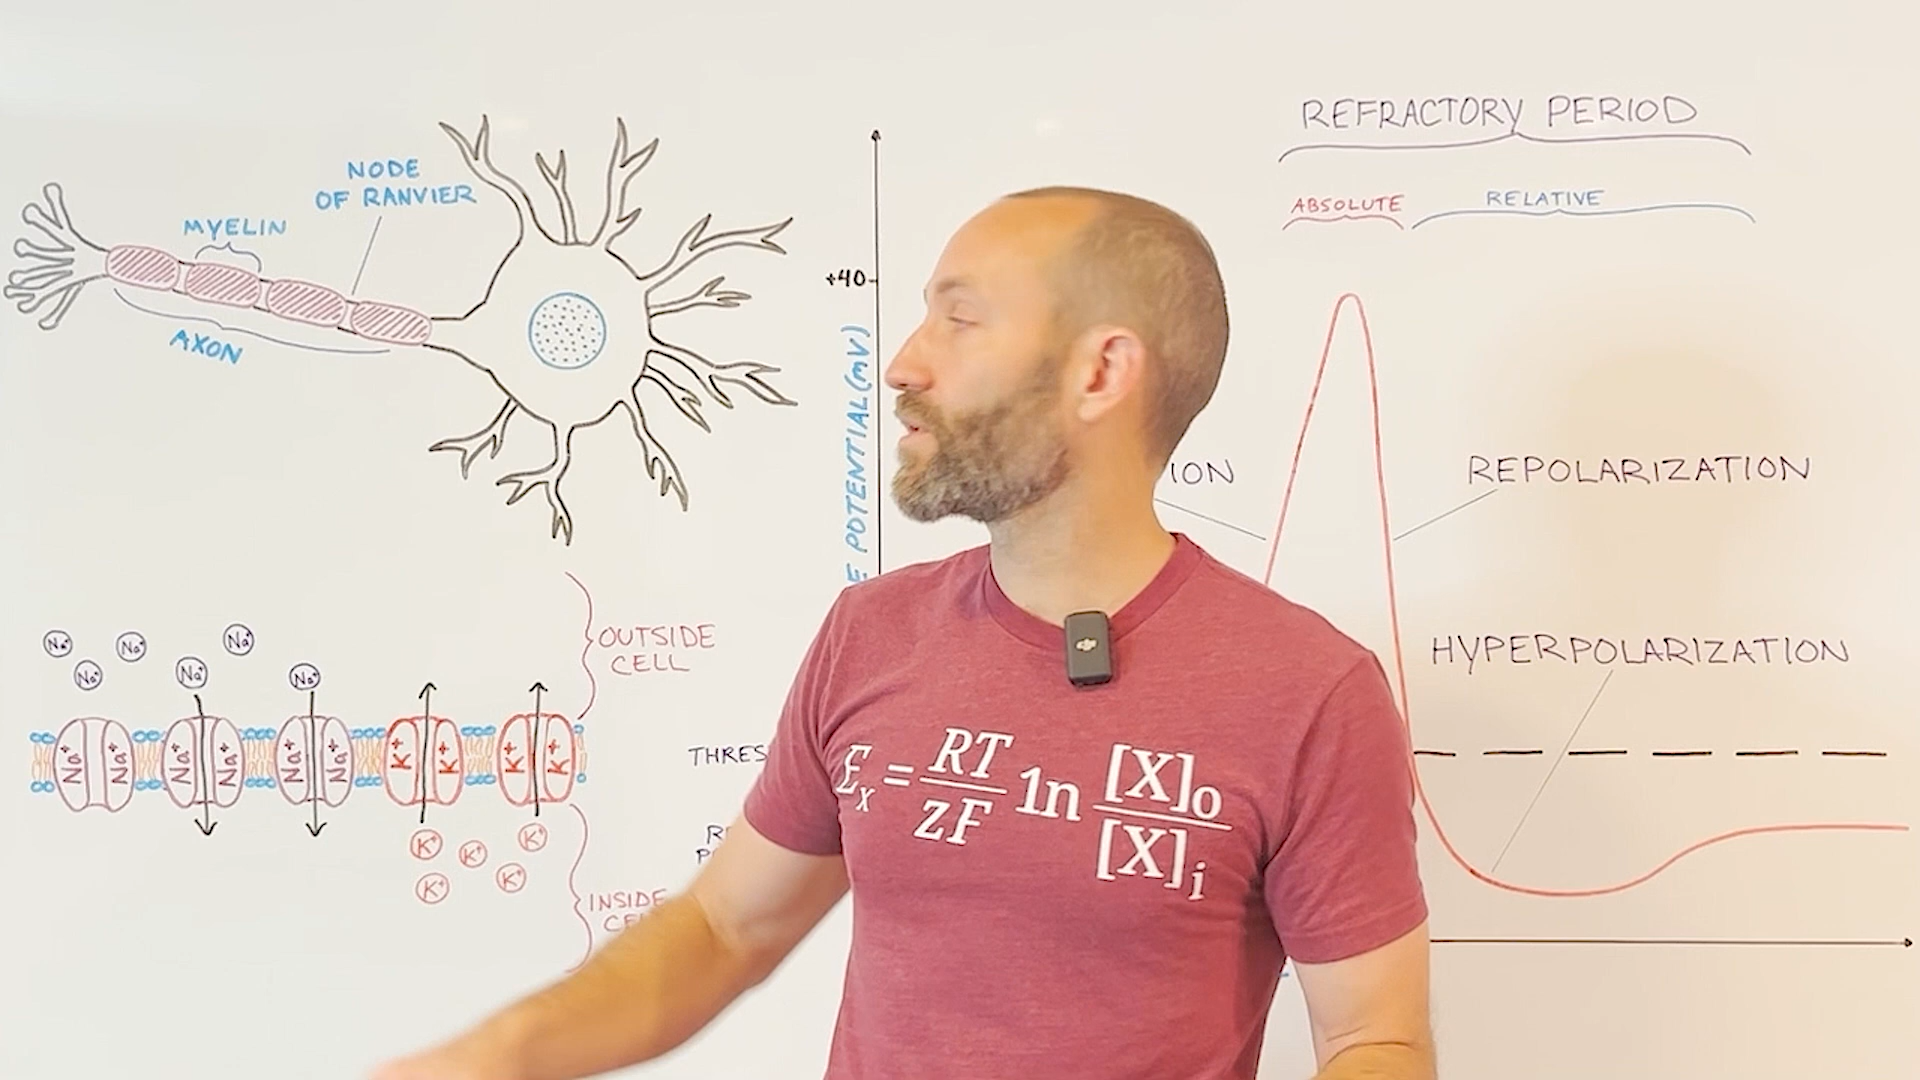 REFRACTORY PERIOD
ABSOLUTE
RELATIVE
NODE
OF RANVIER
MYELIN
AXON
+40
POTENTIAL (mV)
ION
REPOLARIZATION
HYPERPOLARIZATION
OUTSIDE
CELL
Na+
Na+
Na+
Na+
Na+
Na+
Na+ Na+ Na+ Na+ Na+ Na+ K+ K+ K+ K+
K+
K+
K+
K+
K+
INSIDE
THRES
Ex = RT/zF ln [X]o/[X]i